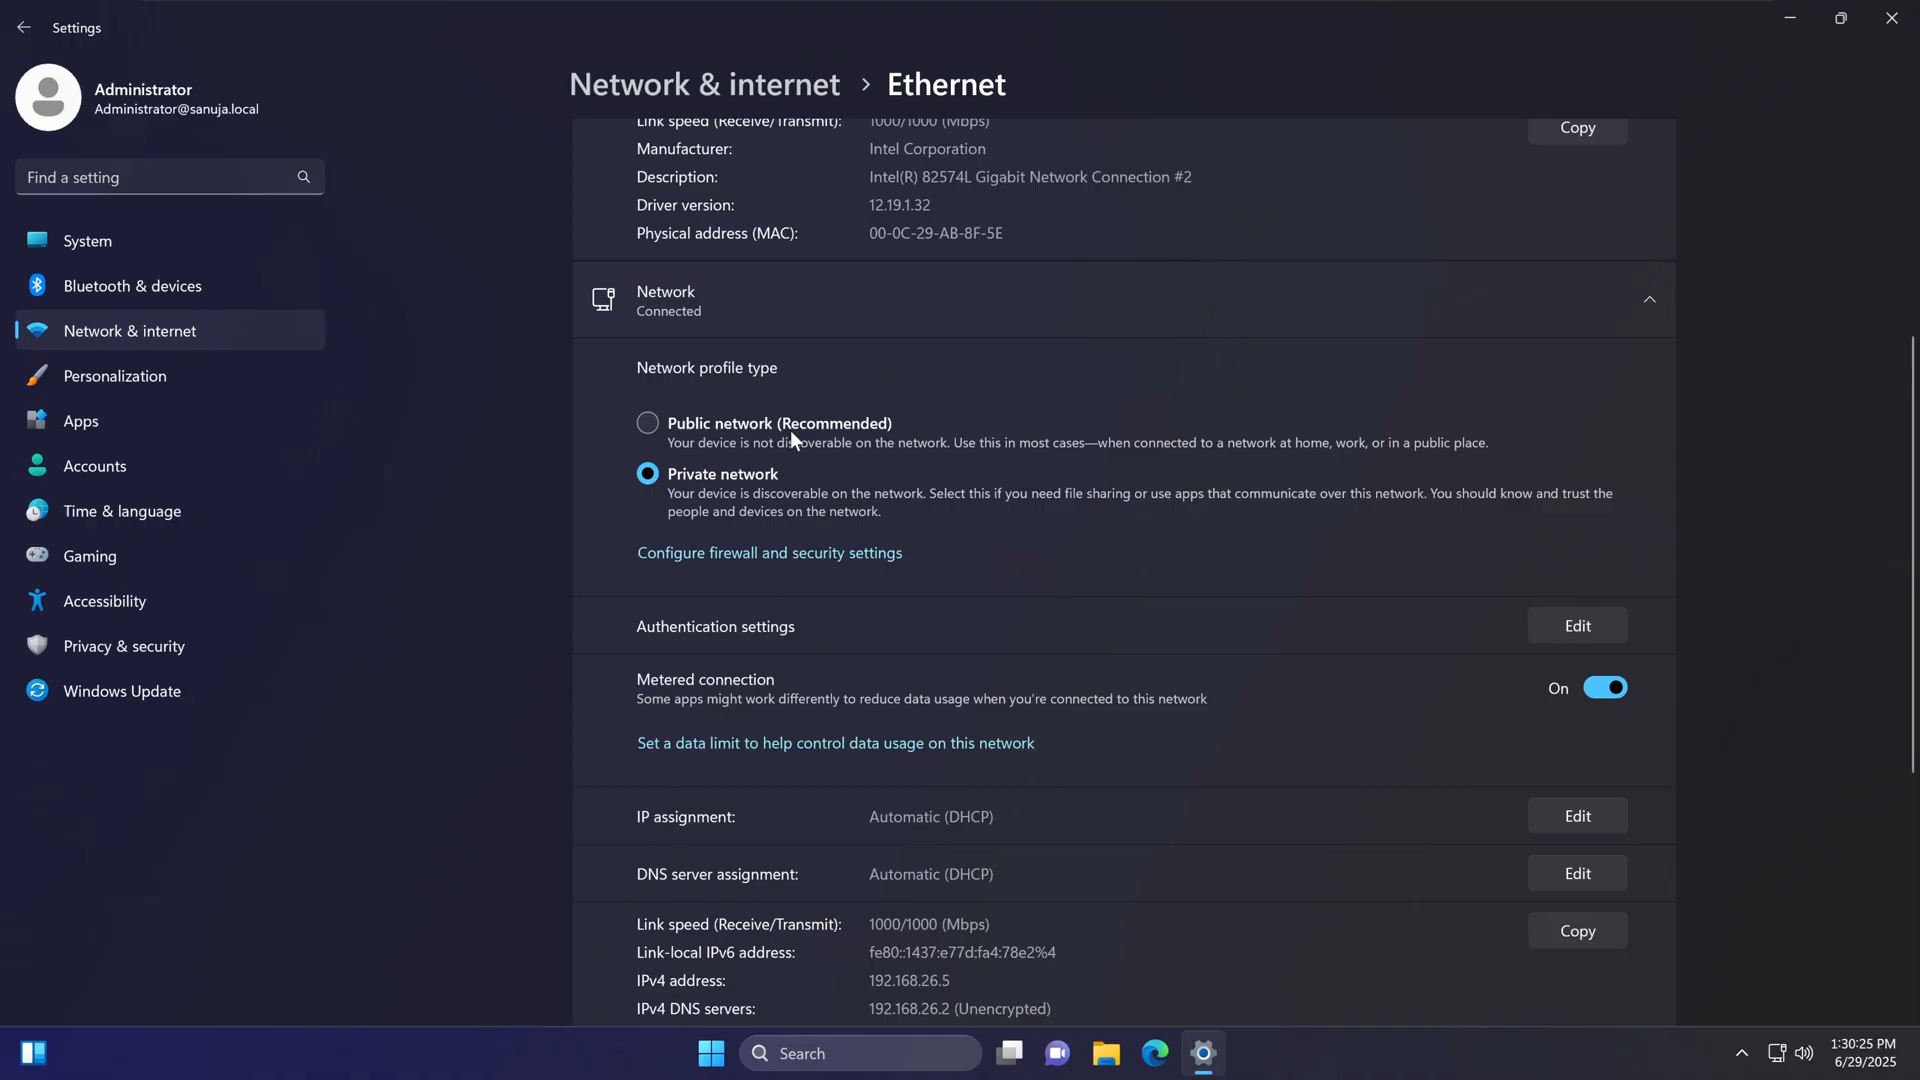 Settings
Administrator
Administrator@sanuja.local
Find a setting
System
Bluetooth & devices
Network & internet
Personalization
Apps
Accounts
Time & language
Gaming
Accessibility
Privacy & security
Windows Update
Network & internet > Ethernet
Link speed (Receive/Transmit): 1000/1000 (Mbps)
Copy
Manufacturer: Intel Corporation
Description: Intel(R) 82574L Gigabit Network Connection #2
Driver version: 12.19.1.32
Physical address (MAC): 00-0C-29-AB-8F-5E
Network
Connected
Network profile type
Public network (Recommended)
Your device is not discoverable on the network. Use this in most cases—when connected to a network at home, work, or in a public place.
Private network
Your device is discoverable on the network. Select this if you need file sharing or use apps that communicate over this network. You should know and trust the
people and devices on the network.
Configure firewall and security settings
Authentication settings Edit
Metered connection
Some apps might work differently to reduce data usage when you're connected to this network
On
Set a data limit to help control data usage on this network
IP assignment: Automatic (DHCP) Edit
DNS server assignment: Automatic (DHCP) Edit
Link speed (Receive/Transmit): 1000/1000 (Mbps)
Copy
Link-local IPv6 address: fe80::1437:e77d:fa4:78e2%4
IPv4 address: 192.168.26.5
IPv4 DNS servers: 192.168.26.2 (Unencrypted)
Search
1:30:25 PM
6/29/2025